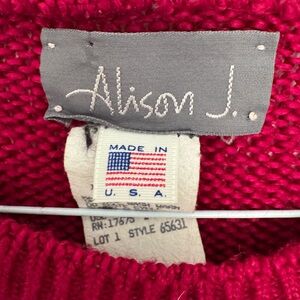 Alison J.
MADE IN
U. S. A.
RN: 17675
LOT 1 STYLE 65631